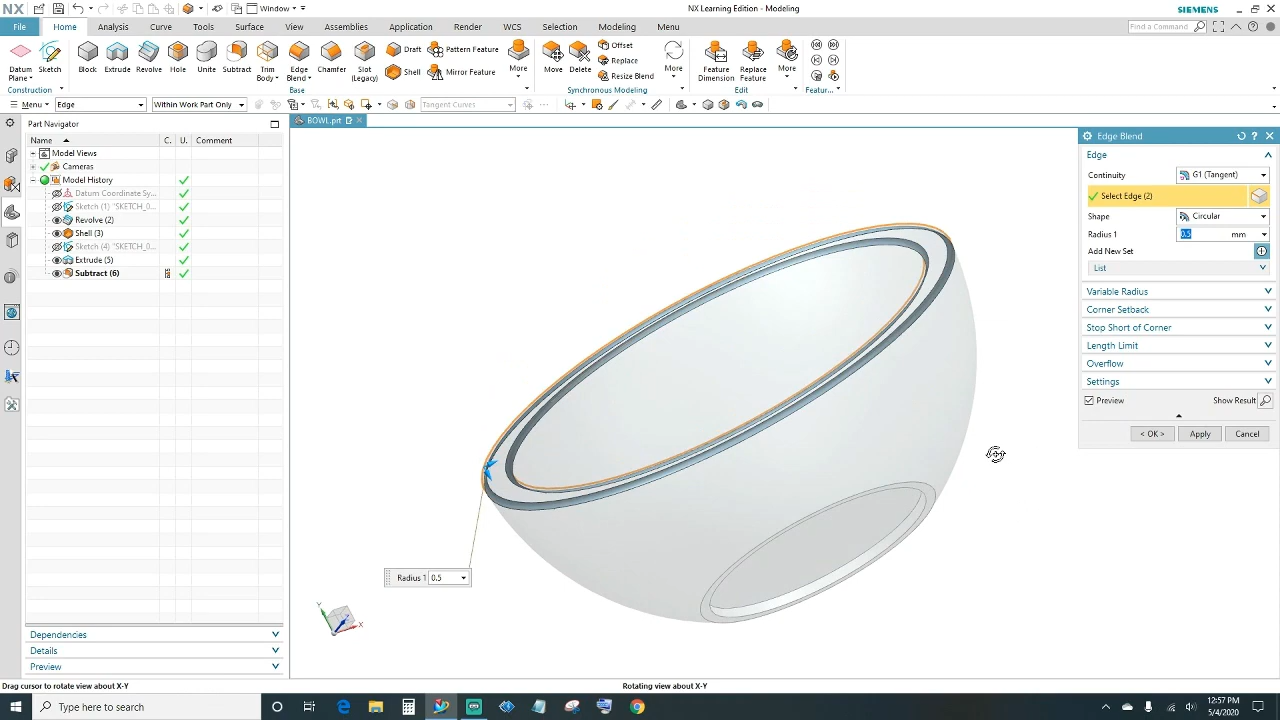 NX Window NX Learning Edition - Modeling SIEMENS
File Home Analysis Curve Tools Surface View Assemblies Application Render WCS Selection Modeling Menu Find a Command
Datum Plane Sketch Block Extrude Revolve Hole Unite Subtract Trim Body Edge Blend Chamfer Slot (Legacy) Draft Shell Pattern Feature Mirror Feature More Move Delete Offset Replace Resize Blend More Feature Dimension Replace Feature More
Construction Base Synchronous Modeling Edit Featur...
Menu Edge Within Work Part Only Tangent Curves
Part Navigator
BOWL.prt
Name C. U. Comment
Model Views
Cameras
Model History
Datum Coordinate Sy...
Sketch (1) "SKETCH_0...
Revolve (2)
Shell (3)
Sketch (4) "SKETCH_0...
Extrude (5)
Subtract (6)
Dependencies
Details
Preview
Edge Blend
Edge
Continuity G1 (Tangent)
Select Edge (2)
Shape Circular
Radius 1 0.5 mm
Add New Set
List
Variable Radius
Corner Setback
Stop Short of Corner
Length Limit
Overflow
Settings
Preview Show Result
< OK > Apply Cancel
Radius 1 0.5
Y
X
Drag cursor to rotate view about X-Y Rotating view about X-Y
Type here to search
12:57 PM
5/4/2020